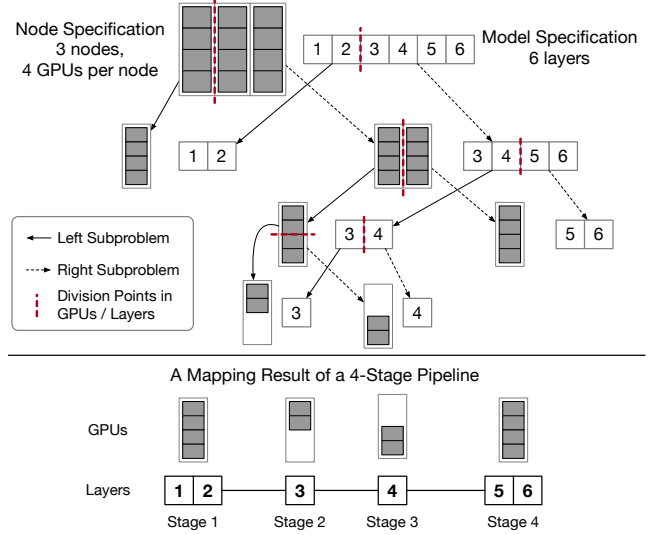 Node Specification
3 nodes,
4 GPUs per node
1 2 3 4 5 6
Model Specification
6 layers
1 2
3 4 5 6
3 4
5 6
Left Subproblem
Right Subproblem
Division Points in
GPUs / Layers
3
4
A Mapping Result of a 4-Stage Pipeline
GPUs
Layers
1 2
3
4
5 6
Stage 1
Stage 2
Stage 3
Stage 4